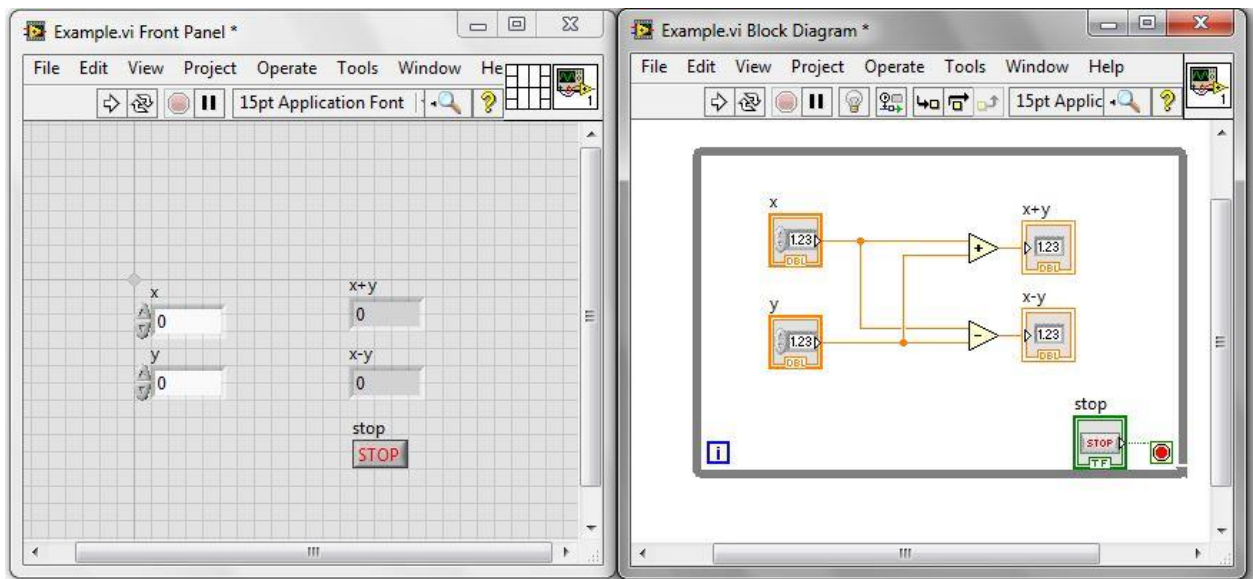 Example.vi Front Panel *
File Edit View Project Operate Tools Window He
15pt Application Font
1
x
0
y
0
x+y
0
x-y
0
stop
STOP
Example.vi Block Diagram *
File Edit View Project Operate Tools Window Help
15pt Applic
1
x
1.23
DBL
y
1.23
DBL
x+y
1.23
DBL
x-y
1.23
DBL
stop
STOP
TF
i